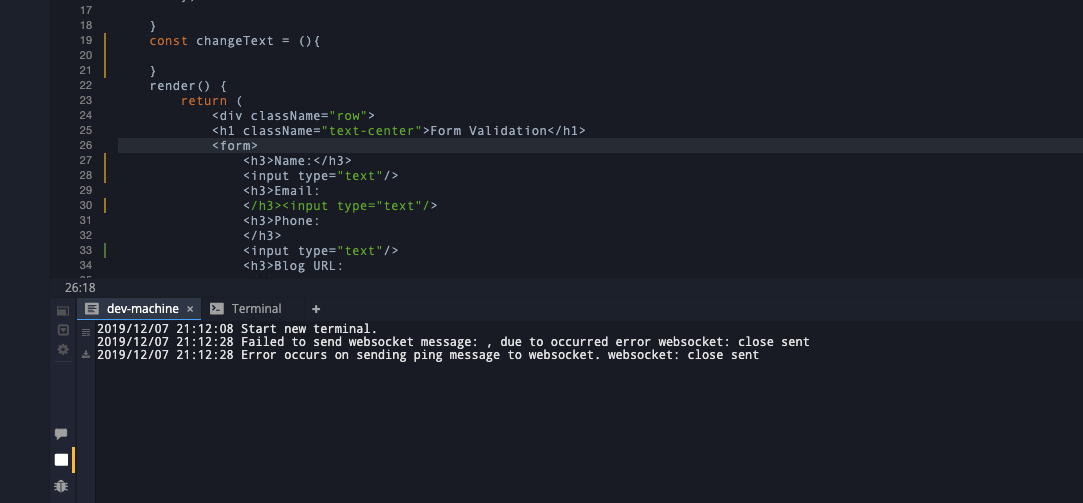 17
18 }
19 const changeText = (){
20
21 }
22 render() {
23 return (
24 <div className="row">
25 <h1 className="text-center">Form Validation</h1>
26 <form>
27 <h3>Name:</h3>
28 <input type="text"/>
29 <h3>Email:
30 </h3><input type="text"/>
31 <h3>Phone:
32 </h3>
33 <input type="text"/>
34 <h3>Blog URL:
26:18
dev-machine × Terminal +
2019/12/07 21:12:08 Start new terminal.
2019/12/07 21:12:28 Failed to send websocket message: , due to occurred error websocket: close sent
2019/12/07 21:12:28 Error occurs on sending ping message to websocket. websocket: close sent